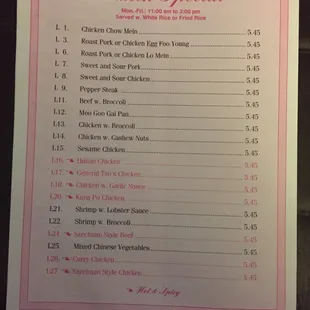 Special
Mon.-Fri.: 11:00 am to 3:00 pm
Served w. White Rice or Fried Rice
L 1. Chicken Chow Mein 5.45
L 3. Roast Pork or Chicken Egg Foo Young 5.45
L 6. Roast Pork or Chicken Lo Mein 5.45
L 7. Sweet and Sour Pork 5.45
L 8. Sweet and Sour Chicken 5.45
L 9. Pepper Steak 5.45
L11. Beef w. Broccoli 5.45
L12. Moo Goo Gai Pan 5.45
L13. Chicken w. Broccoli 5.45
L14. Chicken w. Cashew Nuts 5.45
L15. Sesame Chicken 5.45
L16. Hunan Chicken 5.45
L17. General Tso's Chicken 5.45
L18. Chicken w. Garlic Sauce 5.45
L20. Kung Po Chicken 5.45
L21. Shrimp w. Lobster Sauce 5.45
L22. Shrimp w. Broccoli 5.45
L24. Szechuan Style Beef 5.45
L25. Mixed Chinese Vegetables 5.45
L26. Curry Chicken 5.45
L27 Szechuan Style Chicken 5.45
Hot & Spicy